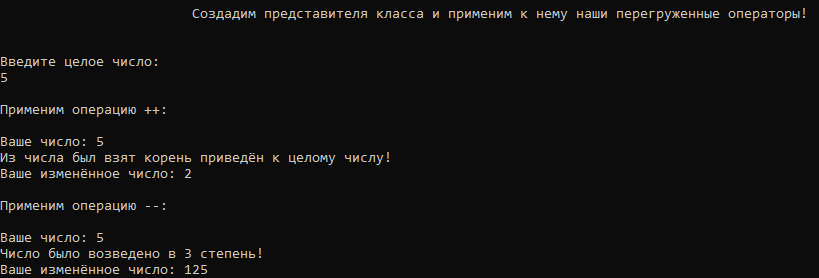 Создадим представителя класса и применим к нему наши перегруженные операторы!
Введите целое число:
5
Применим операцию ++:
Ваше число: 5
Из числа был взят корень приведён к целому числу!
Ваше изменённое число: 2
Применим операцию --:
Ваше число: 5
Число было возведено в 3 степень!
Ваше изменённое число: 125